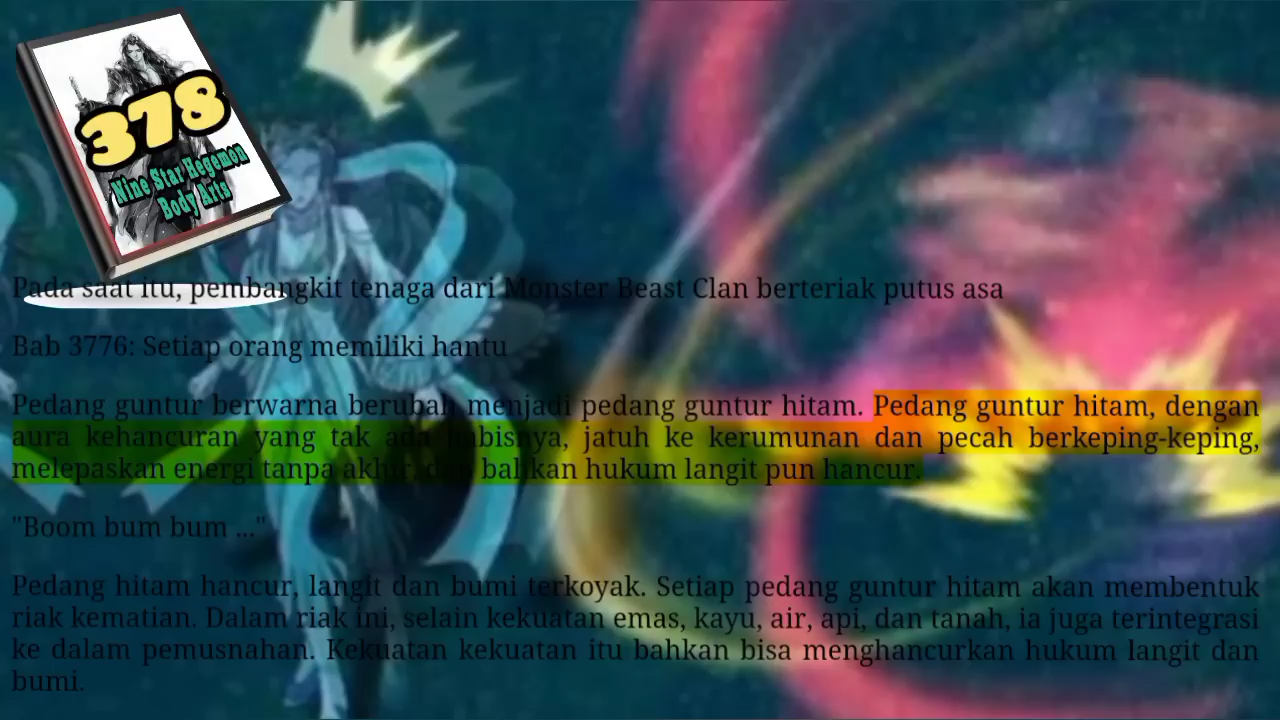 378
Nine Star Hegemon
Body Arts
Pada saat itu, pembangkit tenaga dari Monster Beast Clan berteriak putus asa
Bab 3776: Setiap orang memiliki hantu
Pedang guntur berwarna berubah menjadi pedang guntur hitam. Pedang guntur hitam, dengan
aura kehancuran yang tak ada habisnya, jatuh ke kerumunan dan pecah berkeping-keping,
melepaskan energi tanpa akhir, dan bahkan hukum langit pun hancur.
"Boom bum bum ..."
Pedang hitam hancur, langit dan bumi terkoyak. Setiap pedang guntur hitam akan membentuk
riak kematian. Dalam riak ini, selain kekuatan emas, kayu, air, api, dan tanah, ia juga terintegrasi
ke dalam pemusnahan. Kekuatan kekuatan itu bahkan bisa menghancurkan hukum langit dan
bumi.